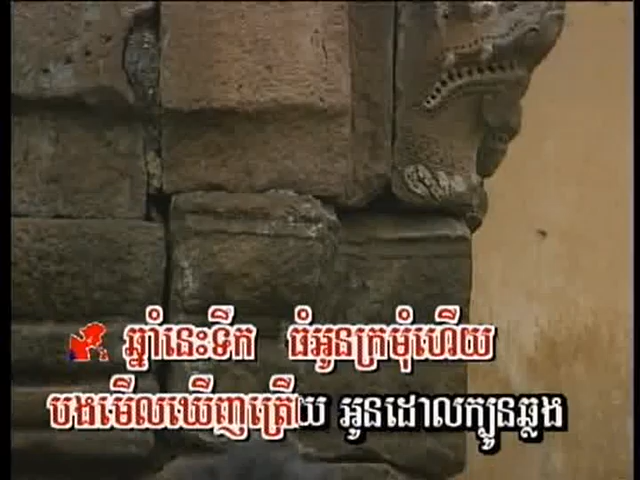 ឆ្នាំនេះទឹក ធំអូនក្រមុំហើយ
បងមើលឃើញត្រើយ អូនដោលក្បូនឆ្លង